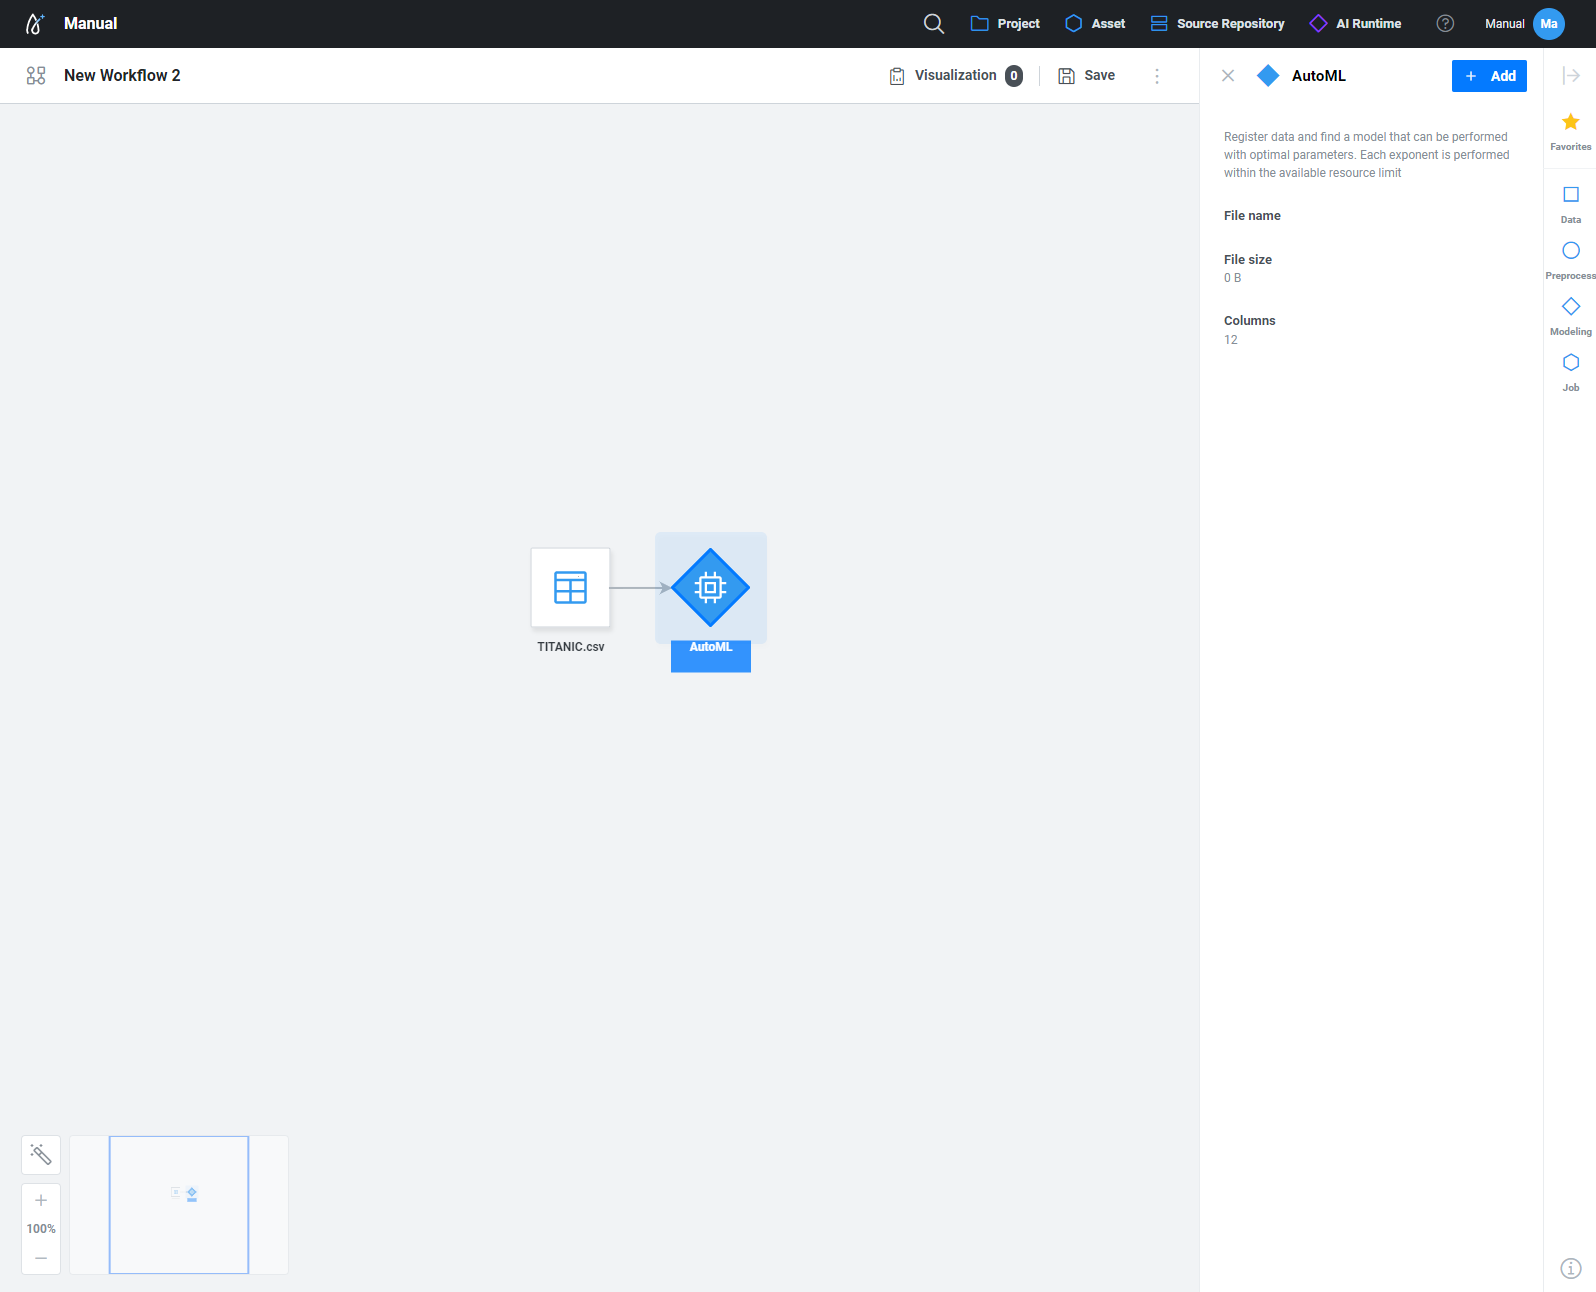 Manual
Project
Asset
Source Repository
AI Runtime
Manual
Ma
New Workflow 2
Visualization 0
Save
AutoML
+ Add
Register data and find a model that can be performed
with optimal parameters. Each exponent is performed
within the available resource limit
File name
File size
0 B
Columns
12
Favorites
Data
Preprocess
Modeling
Job
TITANIC.csv
AutoML
100%